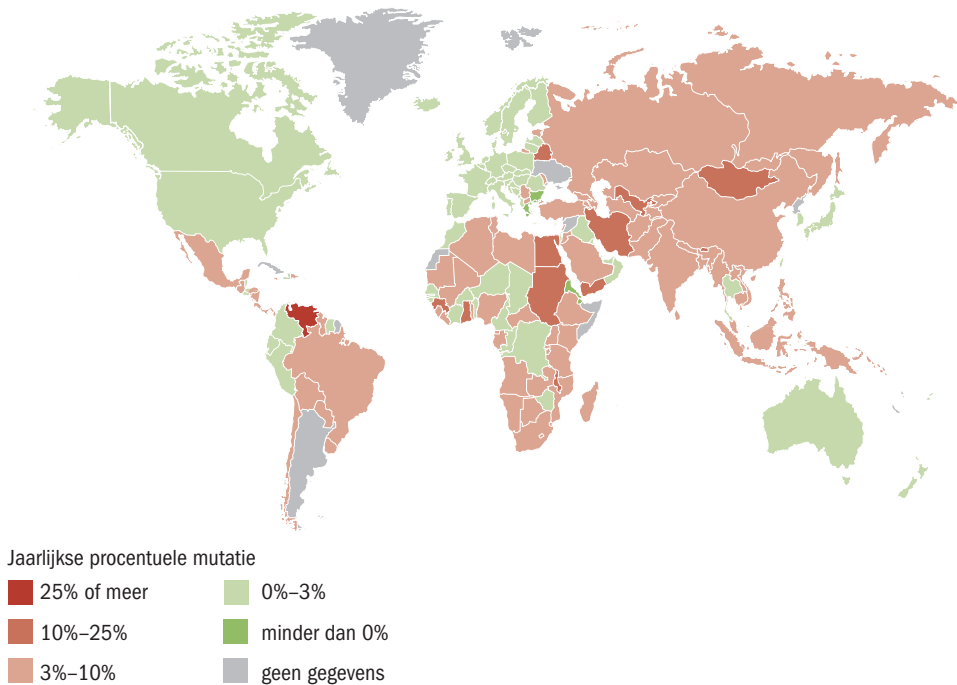 Jaarlijkse procentuele mutatie
25% of meer
10%–25%
3%–10%
0%–3%
minder dan 0%
geen gegevens